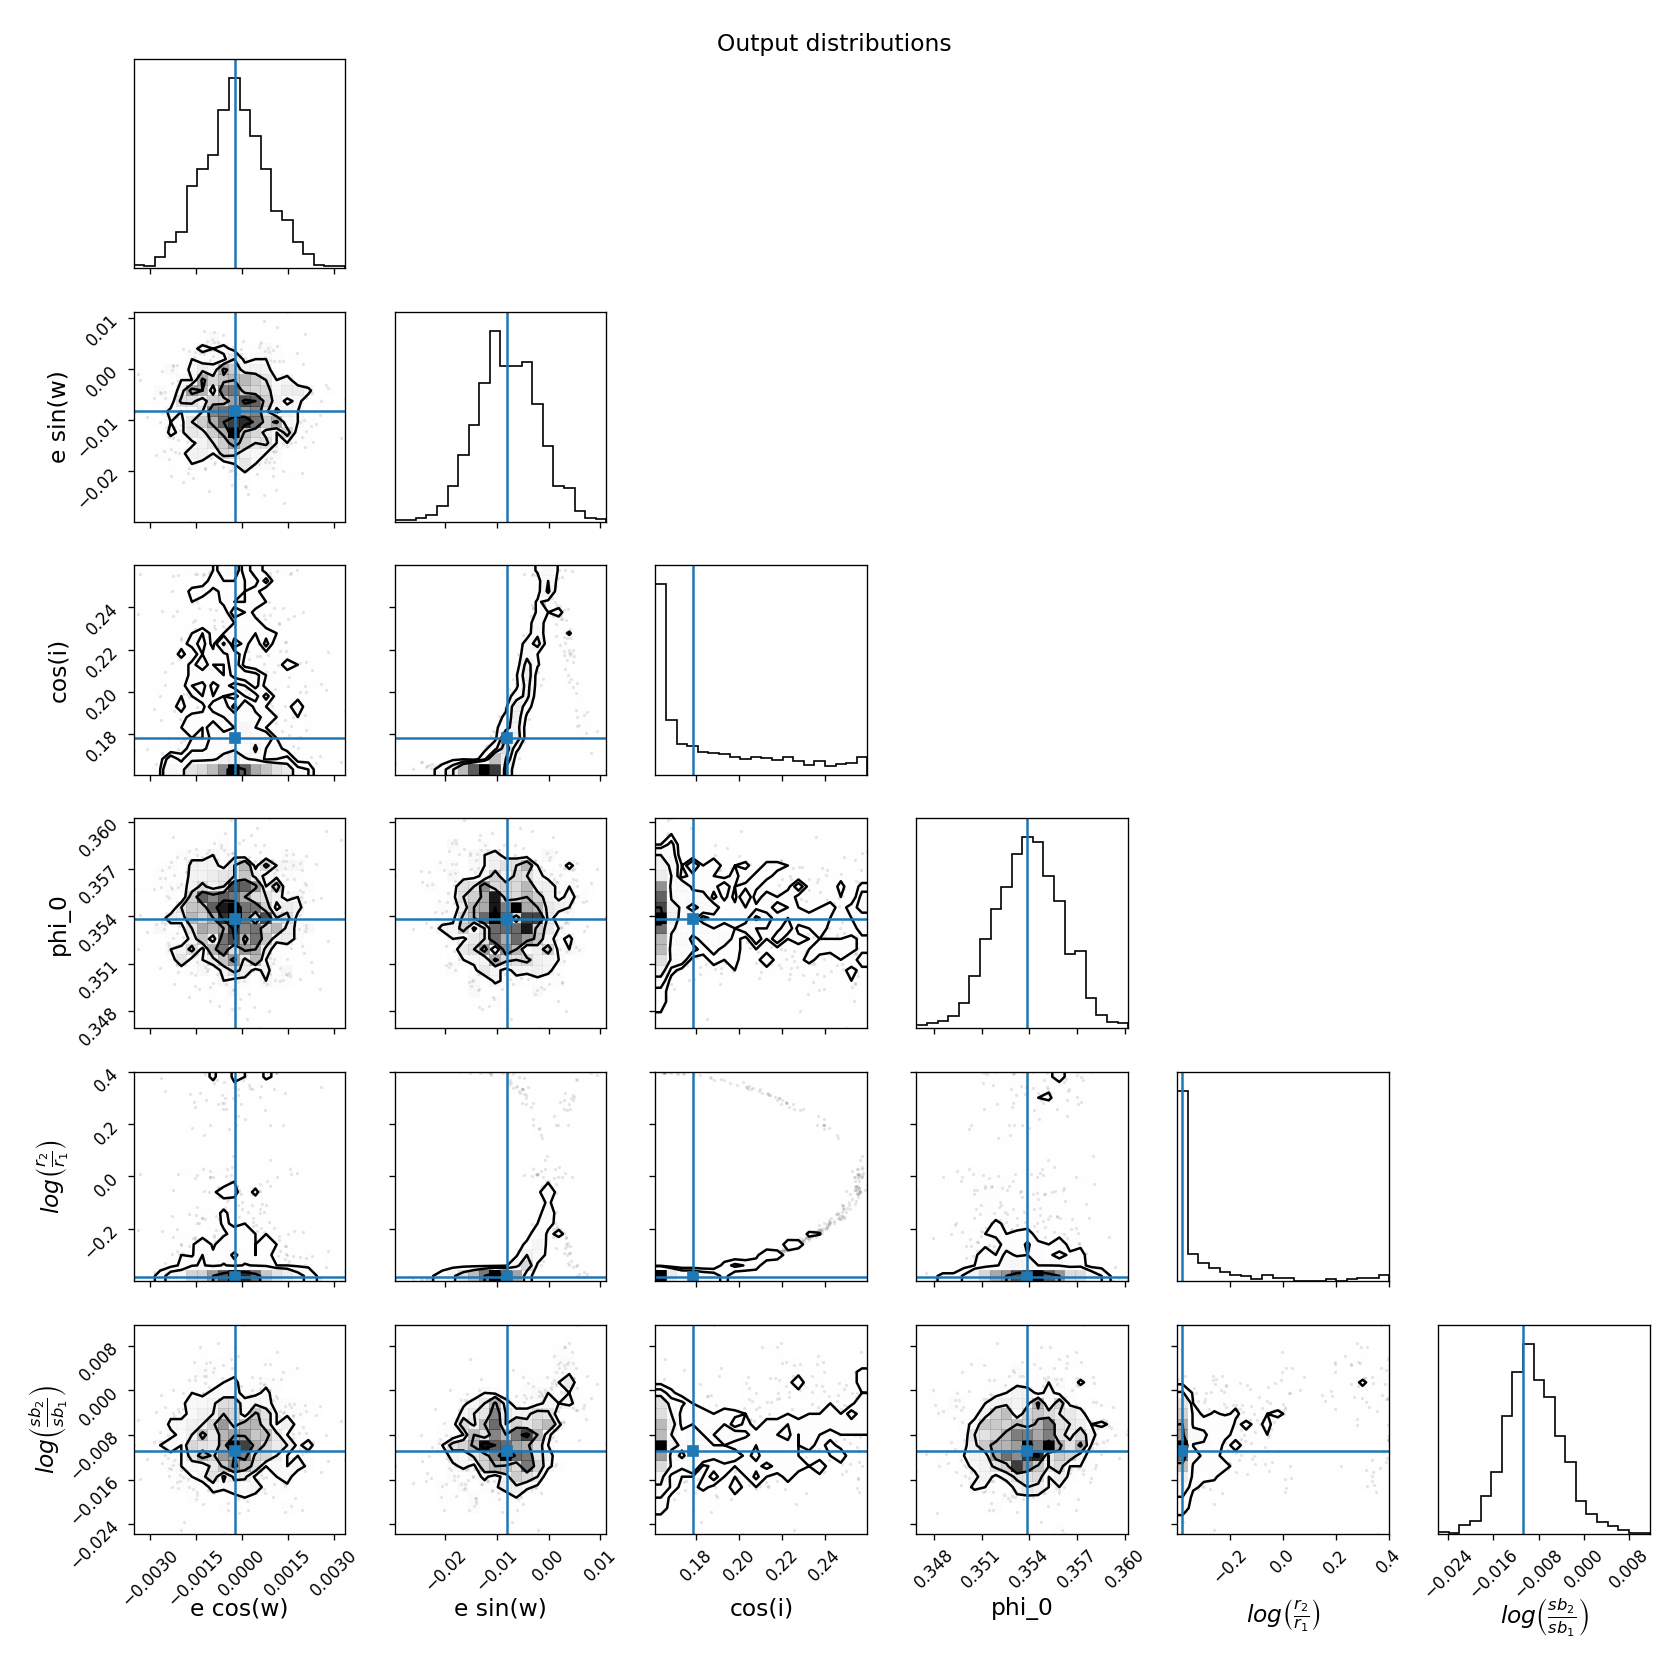 Output distributions
0.01
0.00
−0.01
−0.02
e sin(w)
0.24
0.22
0.20
0.18
cos(i)
0.360
0.357
0.354
0.351
0.348
phi_0
0.4
0.2
0.0
−0.2
log(r2/r1)
0.008
0.000
−0.008
−0.016
−0.024
log(sb2/sb1)
−0.0030 −0.0015 0.0000 0.0015 0.0030 −0.02 −0.01 0.00 0.01 0.18 0.20 0.22 0.24 0.348 0.351 0.354 0.357 0.360 −0.2 0.0 0.2 0.4 −0.024 −0.016 −0.008 0.000 0.008
e cos(w) e sin(w) cos(i) phi_0 log(r2/r1) log(sb2/sb1)